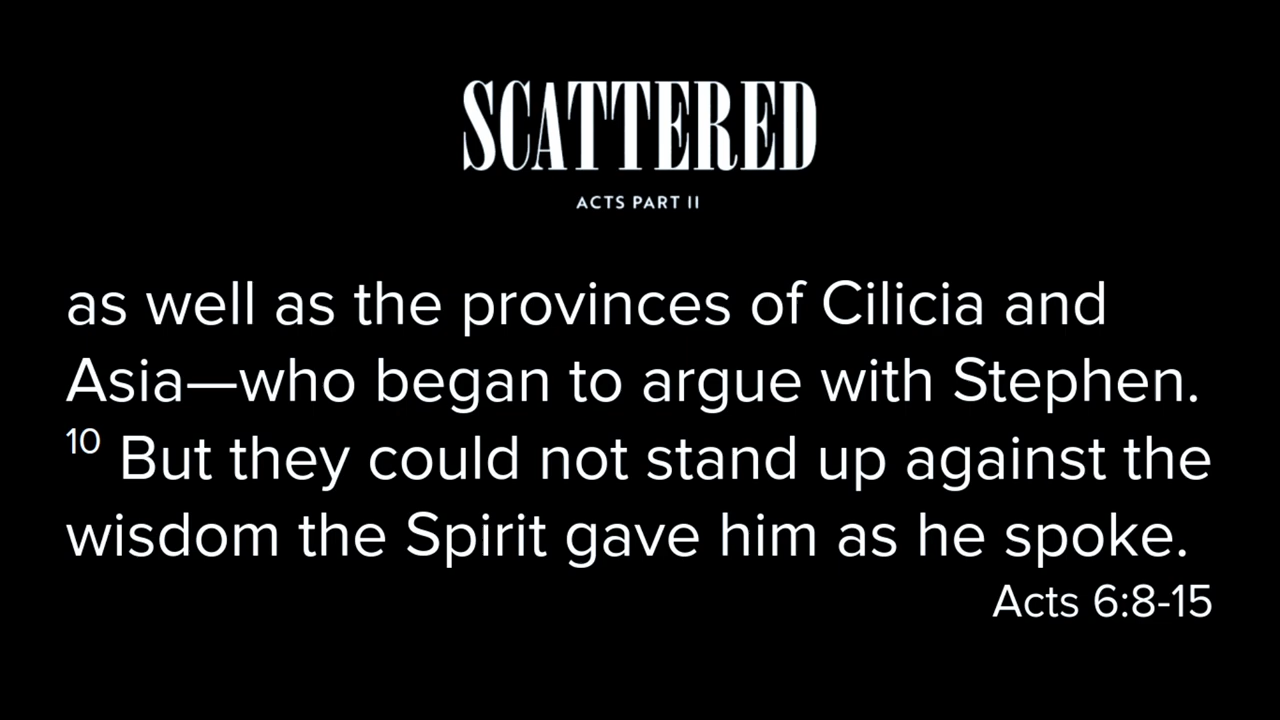 SCATTERED
ACTS PART II
as well as the provinces of Cilicia and
Asia—who began to argue with Stephen.
10 But they could not stand up against the
wisdom the Spirit gave him as he spoke.
Acts 6:8-15